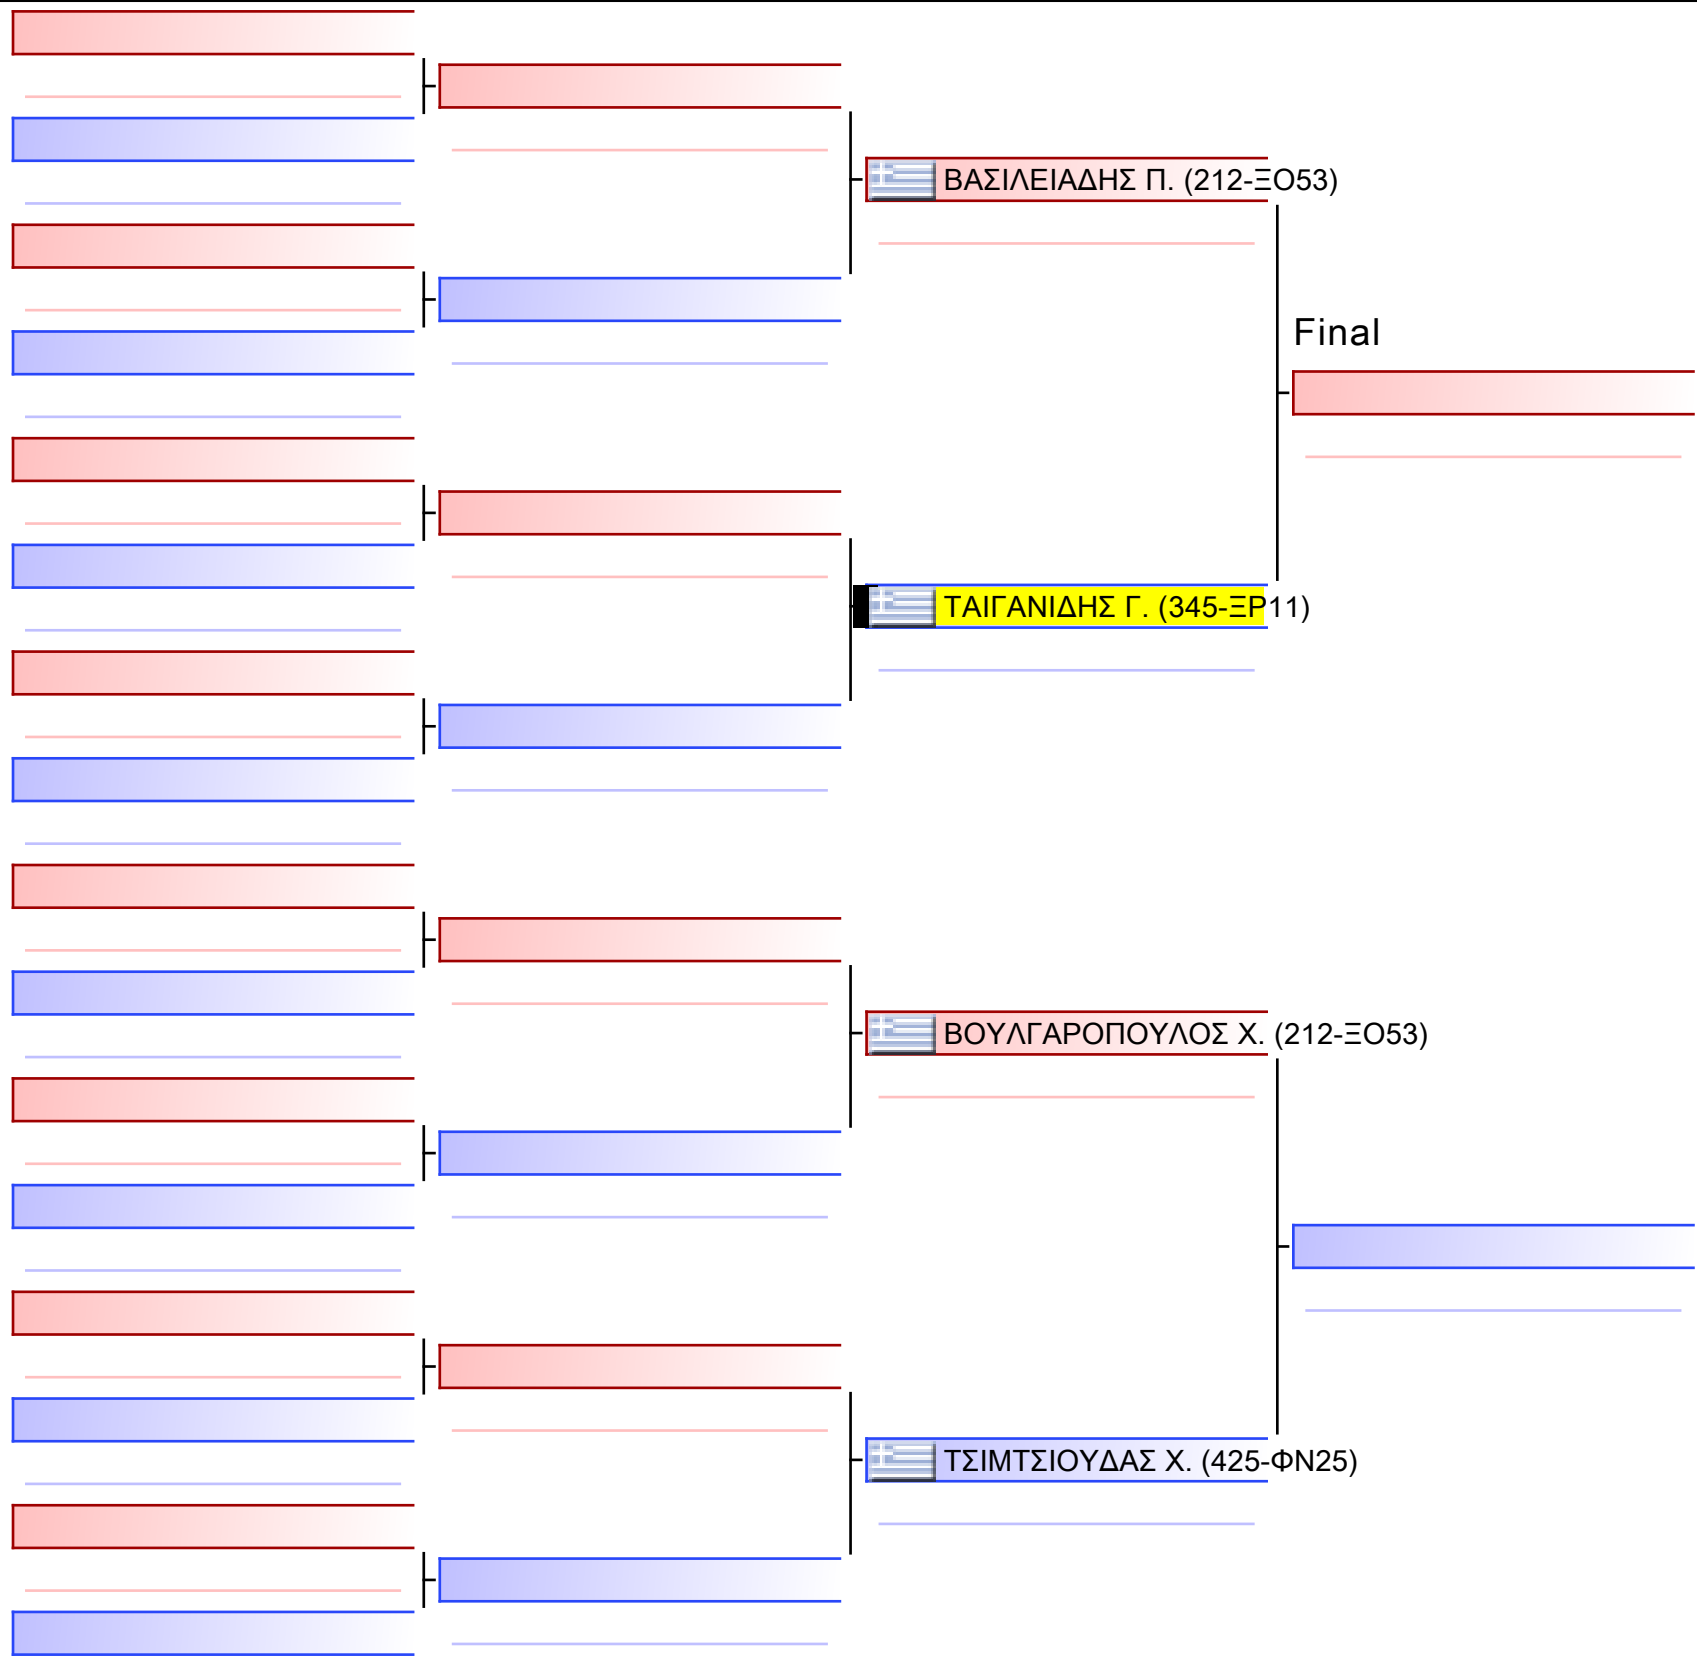 ΒΑΣΙΛΕΙΑΔΗΣ Π. (212-ΞΟ53)
Final
ΤΑΙΓΑΝΙΔΗΣ Γ. (345-ΞΡ11)
ΒΟΥΛΓΑΡΟΠΟΥΛΟΣ Χ. (212-ΞΟ53)
ΤΣΙΜΤΣΙΟΥΔΑΣ Χ. (425-ΦΝ25)